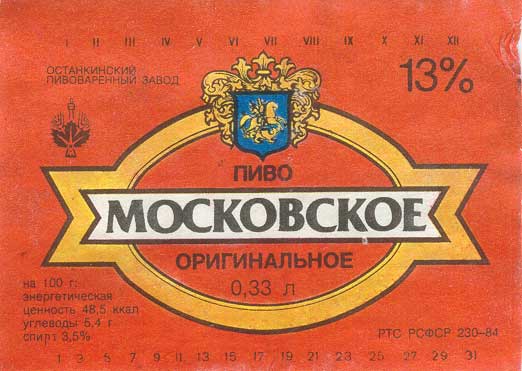 I II III IV V VI VII VIII IX X XI XII
ОСТАНКИНСКИЙ
ПИВОВАРЕННЫЙ ЗАВОД
13%
ПИВО
МОСКОВСКОЕ
ОРИГИНАЛЬНОЕ
0,33 л
на 100 г:
энергетическая
ценность 48,5 ккал
углеводы 5,4 г
спирт 3,5%
РТС РСФСР 230-84
1 3 5 7 9 11 13 15 17 19 21 23 25 27 29 31